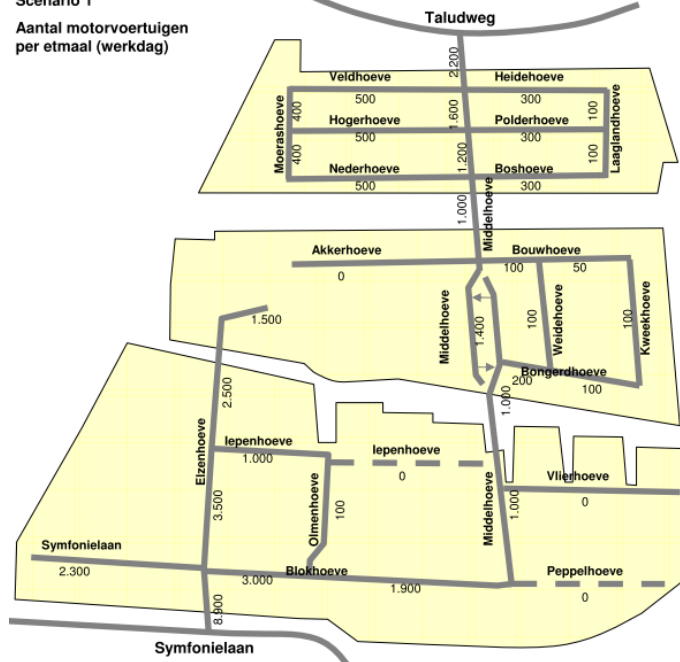 Scenario 1
Aantal motorvoertuigen
per etmaal (werkdag)
Taludweg
2.200
Veldhoeve
Heidehoeve
500
300
Moerashoeve
400
1.600
100
Laaglandhoeve
Hogerhoeve
Polderhoeve
500
300
400
1.200
100
Nederhoeve
Boshoeve
500
300
1.000
Middelhoeve
Akkerhoeve
Bouwhoeve
0
100
50
Middelhoeve
1.400
100
Weidehoeve
100
Kweekhoeve
1.500
Bongerdhoeve
200
100
2.500
1.000
Elzenhoeve
Iepenhoeve
1.000
Iepenhoeve
0
Vlierhoeve
0
3.500
Olmenhoeve
100
Middelhoeve
1.000
Symfonielaan
2.300
3.000
Blokhoeve
1.900
Peppelhoeve
0
8.900
Symfonielaan